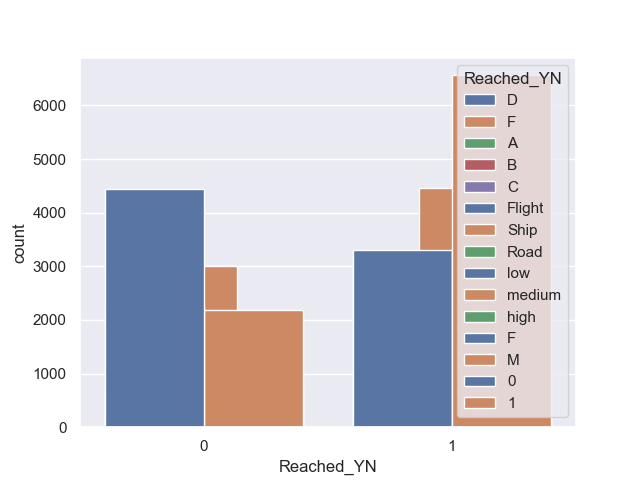 Reached_YN
D
F
A
B
C
Flight
Ship
Road
low
medium
high
F
M
0
1
6000
5000
4000
3000
2000
1000
0
count
0 1
Reached_YN